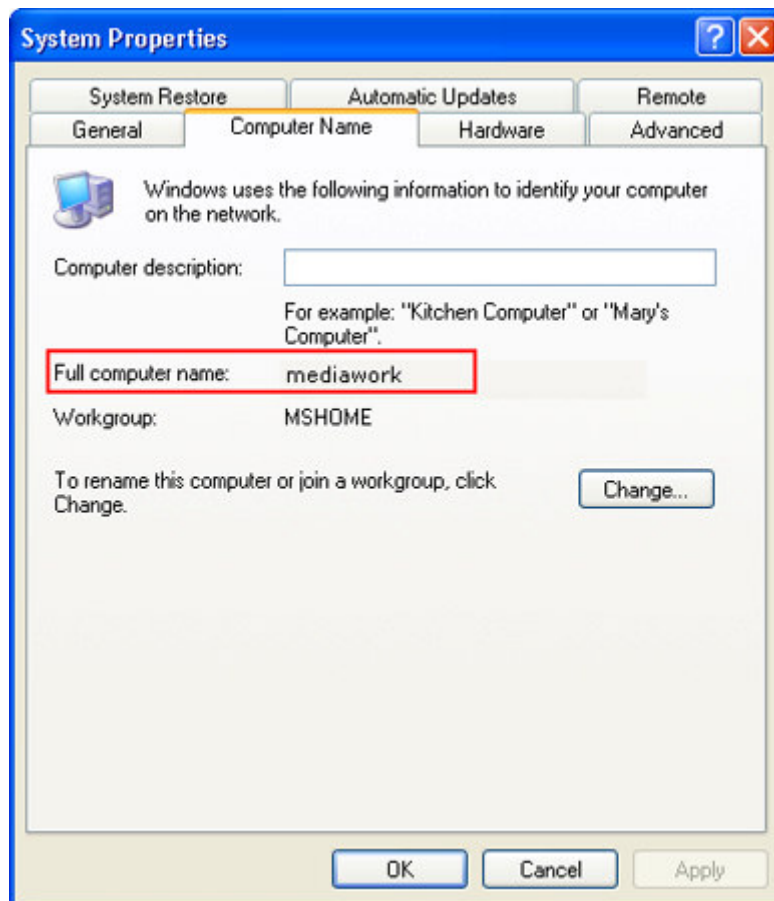 System Properties
System Restore Automatic Updates Remote
General Computer Name Hardware Advanced
Windows uses the following information to identify your computer
on the network.
Computer description:
For example: "Kitchen Computer" or "Mary's
Computer".
Full computer name: mediawork
Workgroup: MSHOME
To rename this computer or join a workgroup, click
Change.
Change...
OK Cancel Apply